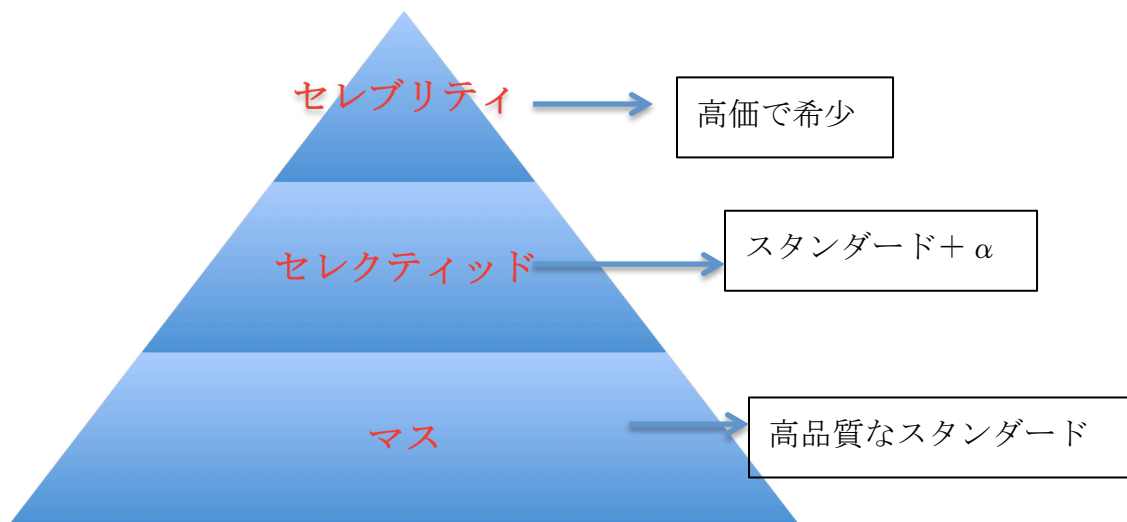 セレブリティ
高価で希少
セレクティッド
スタンダード＋α
マス
高品質なスタンダード